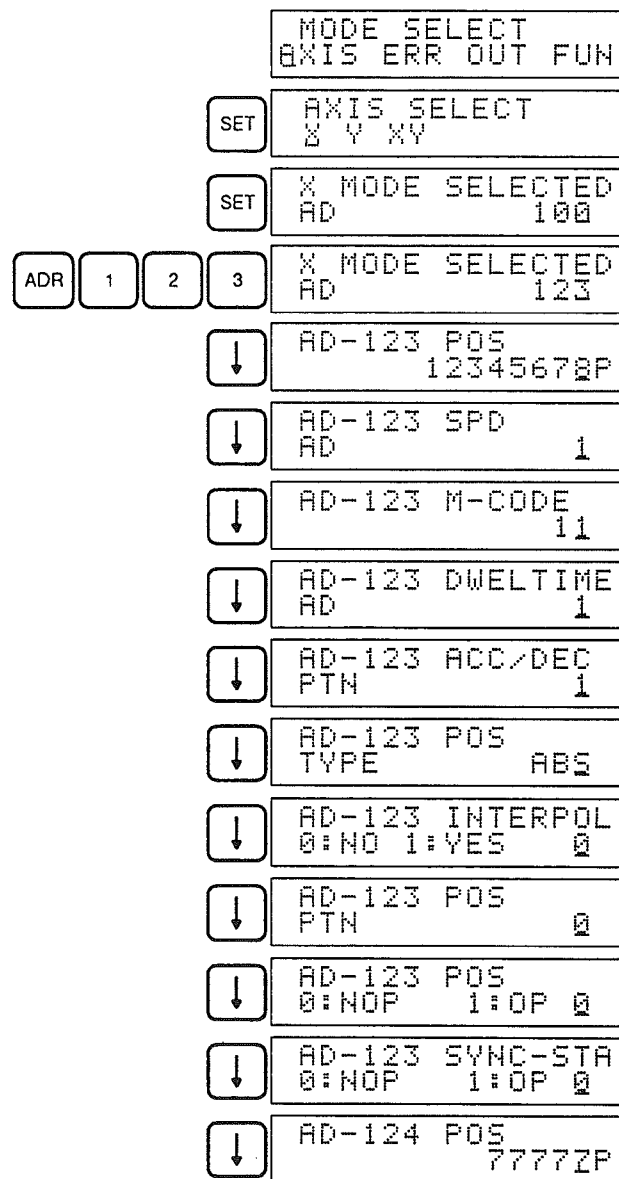 MODE SELECT
AXIS ERR OUT FUN
SET
AXIS SELECT
X Y XY
SET
X MODE SELECTED
AD 100
ADR 1 2 3
X MODE SELECTED
AD 123
↓
AD-123 POS
12345678P
↓
AD-123 SPD
AD 1
↓
AD-123 M-CODE
11
↓
AD-123 DWELTIME
AD 1
↓
AD-123 ACC/DEC
PTN 1
↓
AD-123 POS
TYPE ABS
↓
AD-123 INTERPOL
0:NO 1:YES 0
↓
AD-123 POS
PTN 0
↓
AD-123 POS
0:NOP 1:OP 0
↓
AD-123 SYNC-STA
0:NOP 1:OP 0
↓
AD-124 POS
77777P